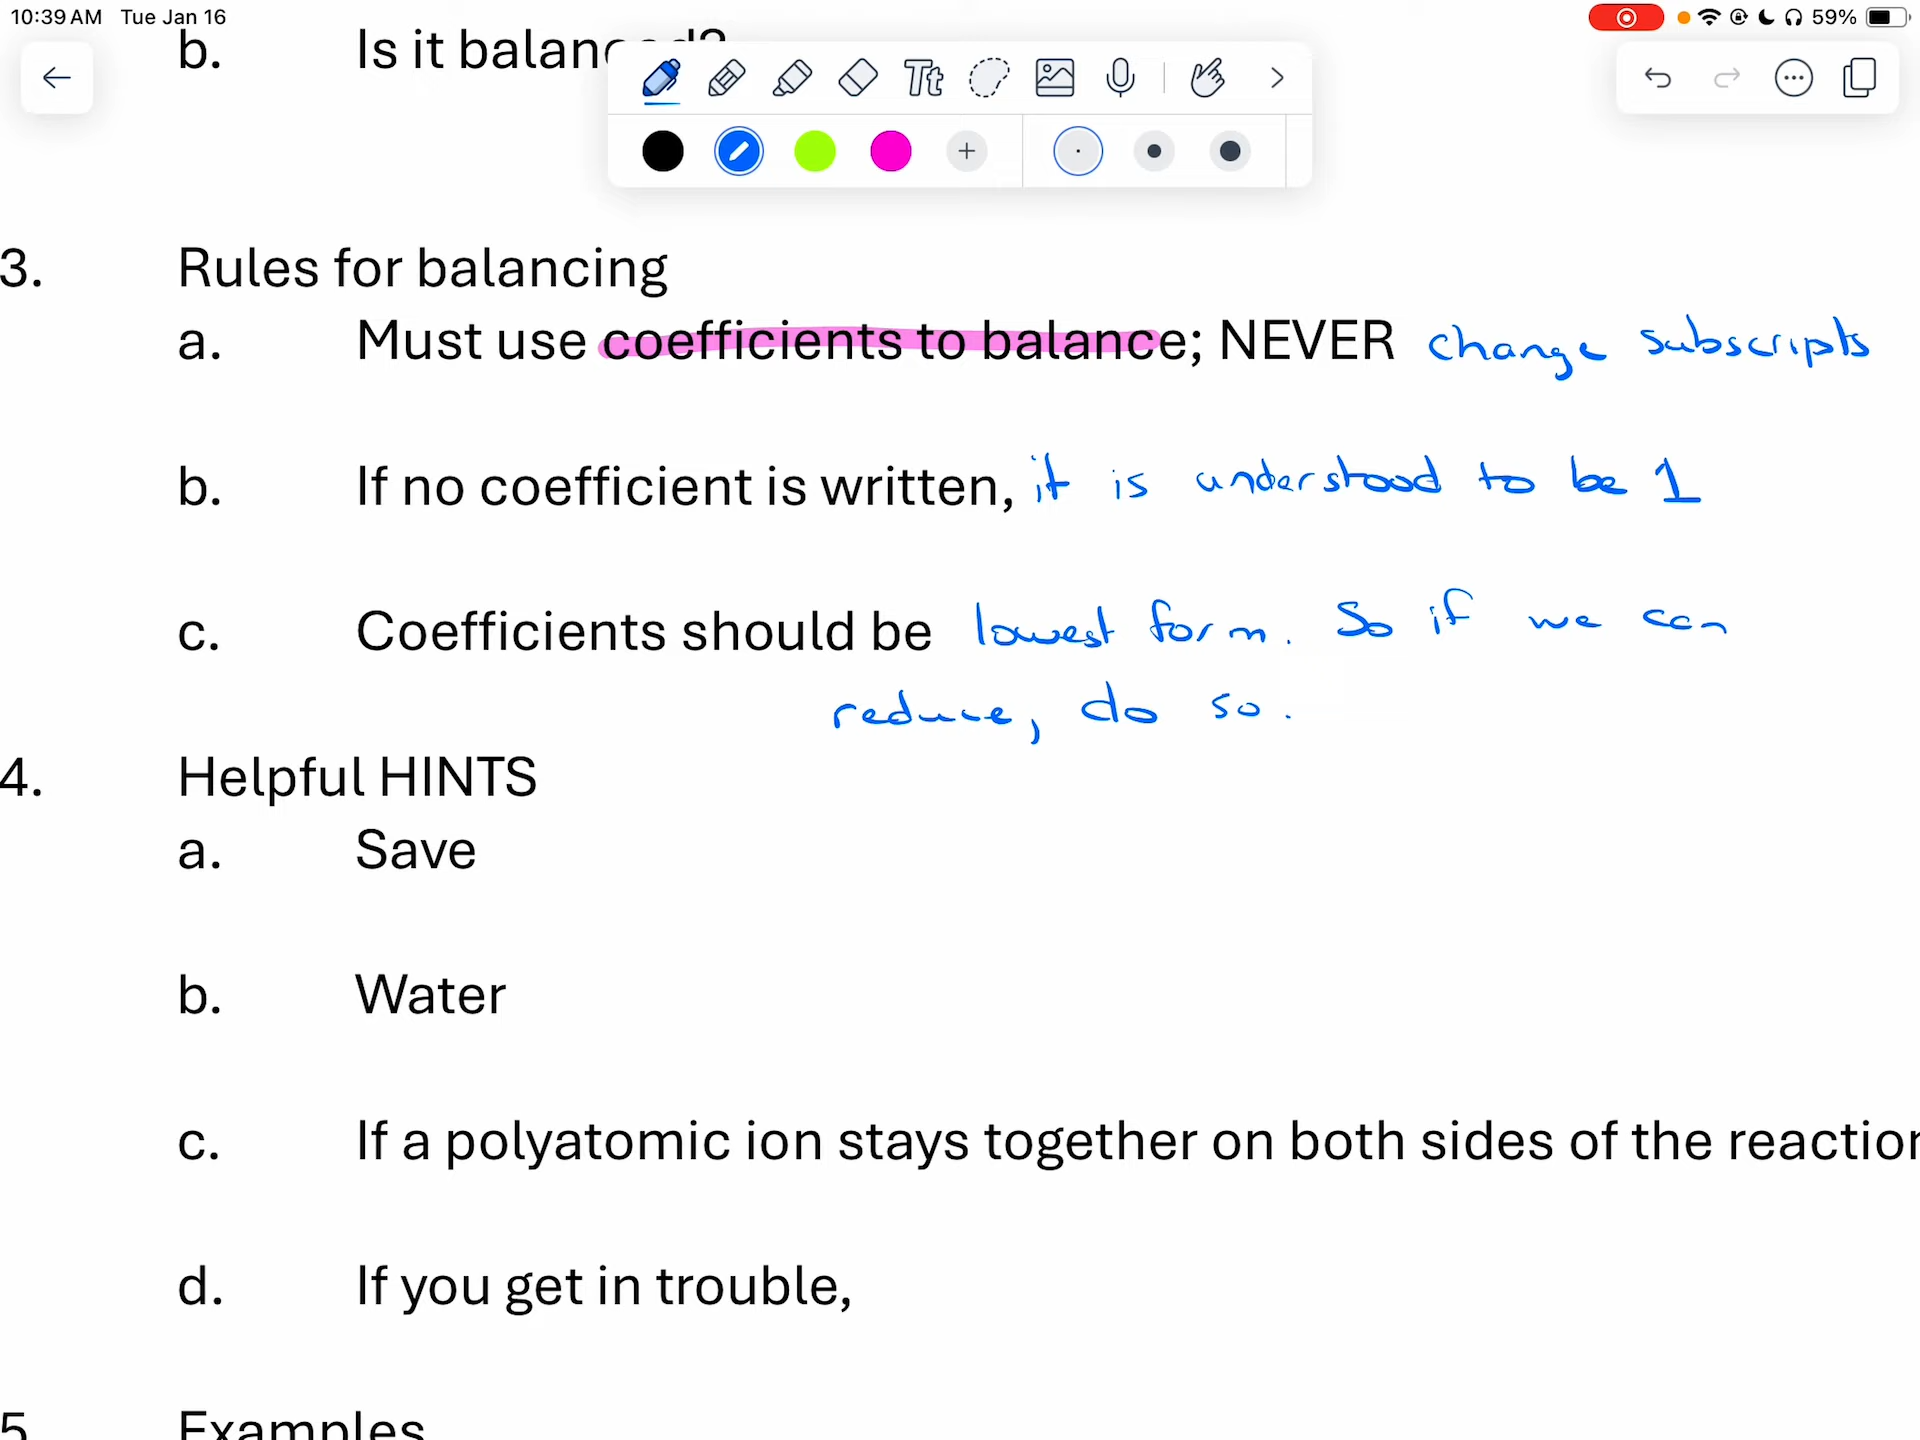 10:39 AM Tue Jan 16 59%
b. Is it balanced?
Tt
3. Rules for balancing
a. Must use coefficients to balance; NEVER change subscripts
b. If no coefficient is written, it is understood to be 1
c. Coefficients should be lowest form. So if we can
reduce, do so.
4. Helpful HINTS
a. Save
b. Water
c. If a polyatomic ion stays together on both sides of the reaction
d. If you get in trouble,
5 Examples